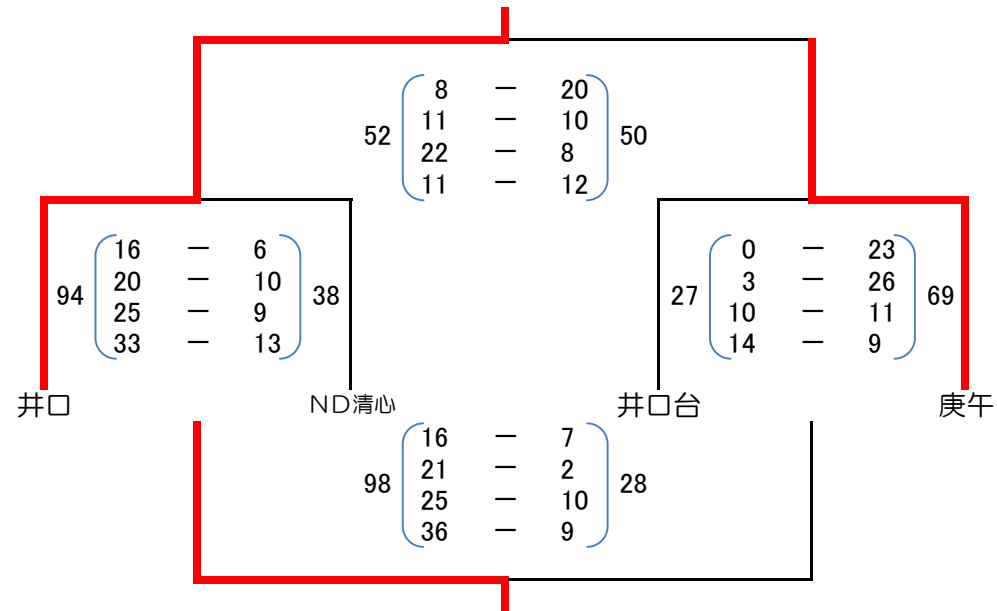 8 ー 20
11 ー 10
52 50
22 ー 8
11 ー 12
16 ー 6
20 ー 10
94 38
25 ー 9
33 ー 13
0 ー 23
3 ー 26
27 69
10 ー 11
14 ー 9
井口 ND清心 井口台 庚午
16 ー 7
21 ー 2
98 28
25 ー 10
36 ー 9